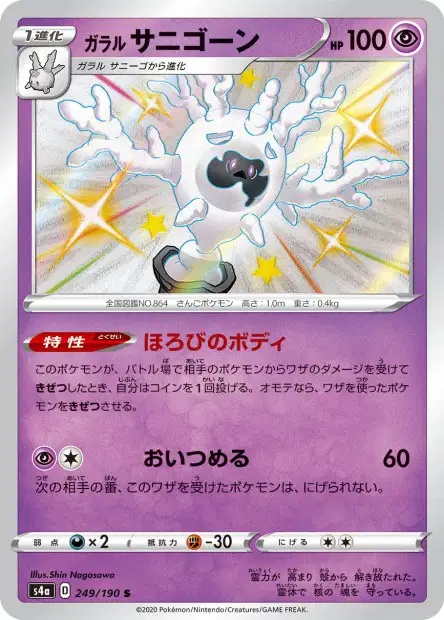 1進化
ガラル サニゴーン
HP 100
ガラル サニーゴから進化
全国図鑑NO.864 さんごポケモン 高さ:1.0m 重さ:0.4kg
特性 とくせい ほろびのボディ
このポケモンが、バトル場で相手のポケモンからワザのダメージを受けて
きぜつしたとき、自分はコインを1回投げる。オモテなら、ワザを使ったポケ
モンをきぜつさせる。
おいつめる 60
次の相手の番、このワザを受けたポケモンは、にげられない。
弱点 ×2 抵抗力 -30 にげる
Illus.Shin Nagasawa
s4a D 249/190 S
霊力が 高まり 殻から 解き放たれた。
霊体で 核の 魂を 守っている。
©2020 Pokémon/Nintendo/Creatures/GAME FREAK.